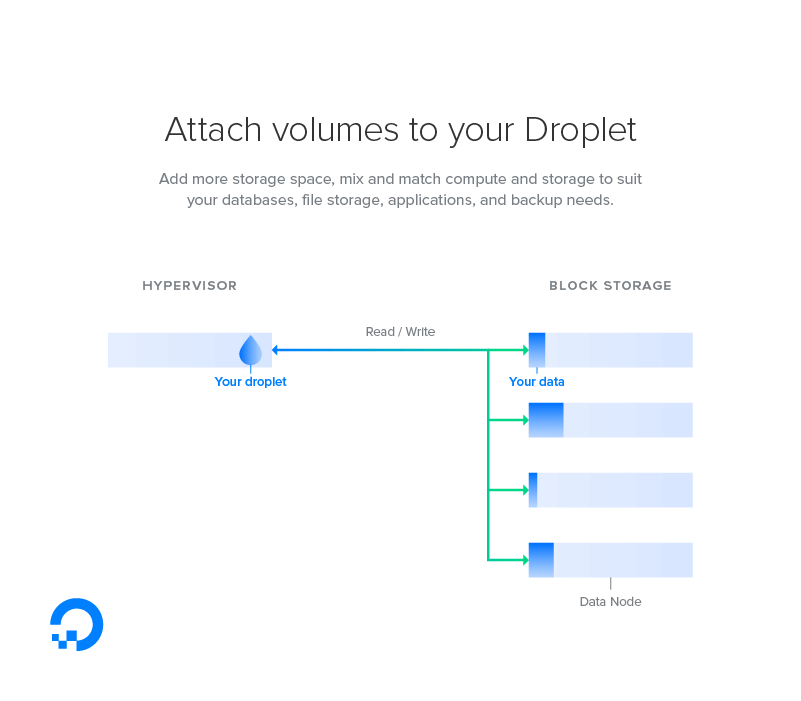 Attach volumes to your Droplet
Add more storage space, mix and match compute and storage to suit
your databases, file storage, applications, and backup needs.
HYPERVISOR
BLOCK STORAGE
Read / Write
Your droplet
Your data
Data Node